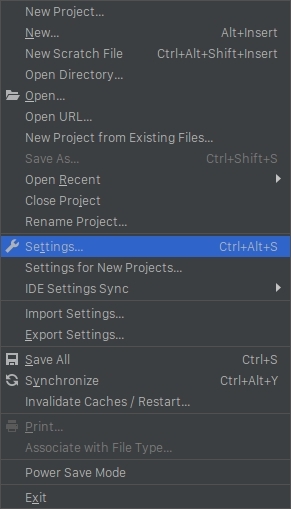 New Project...
New... Alt+Insert
New Scratch File Ctrl+Alt+Shift+Insert
Open Directory...
Open...
Open URL...
New Project from Existing Files...
Save As... Ctrl+Shift+S
Open Recent
Close Project
Rename Project...
Settings... Ctrl+Alt+S
Settings for New Projects...
IDE Settings Sync
Import Settings...
Export Settings...
Save All Ctrl+S
Synchronize Ctrl+Alt+Y
Invalidate Caches / Restart...
Print...
Associate with File Type...
Power Save Mode
Exit